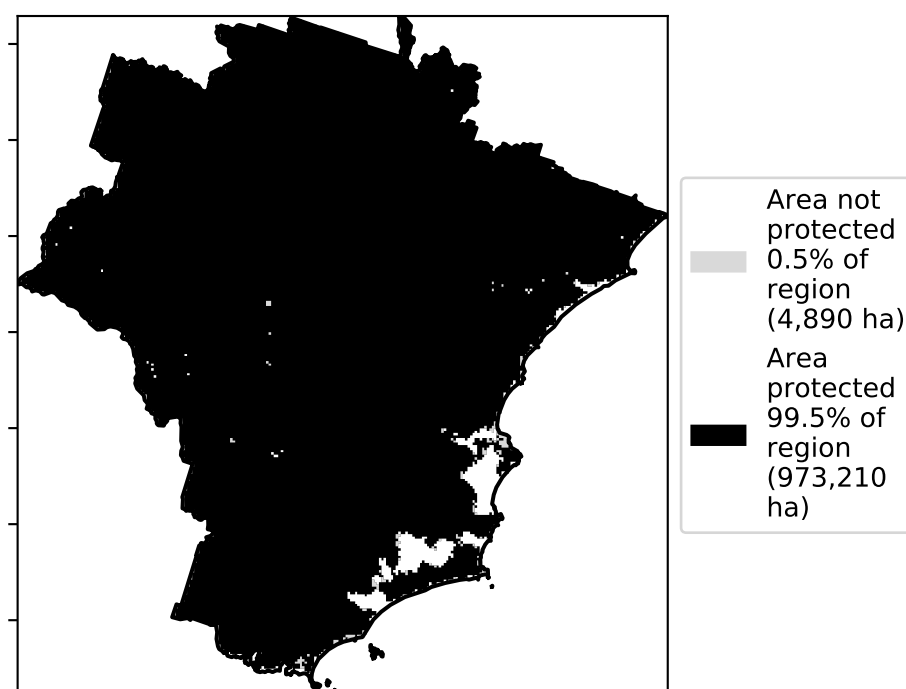 Area not
protected
0.5% of
region
(4,890 ha)
Area
protected
99.5% of
region
(973,210
ha)